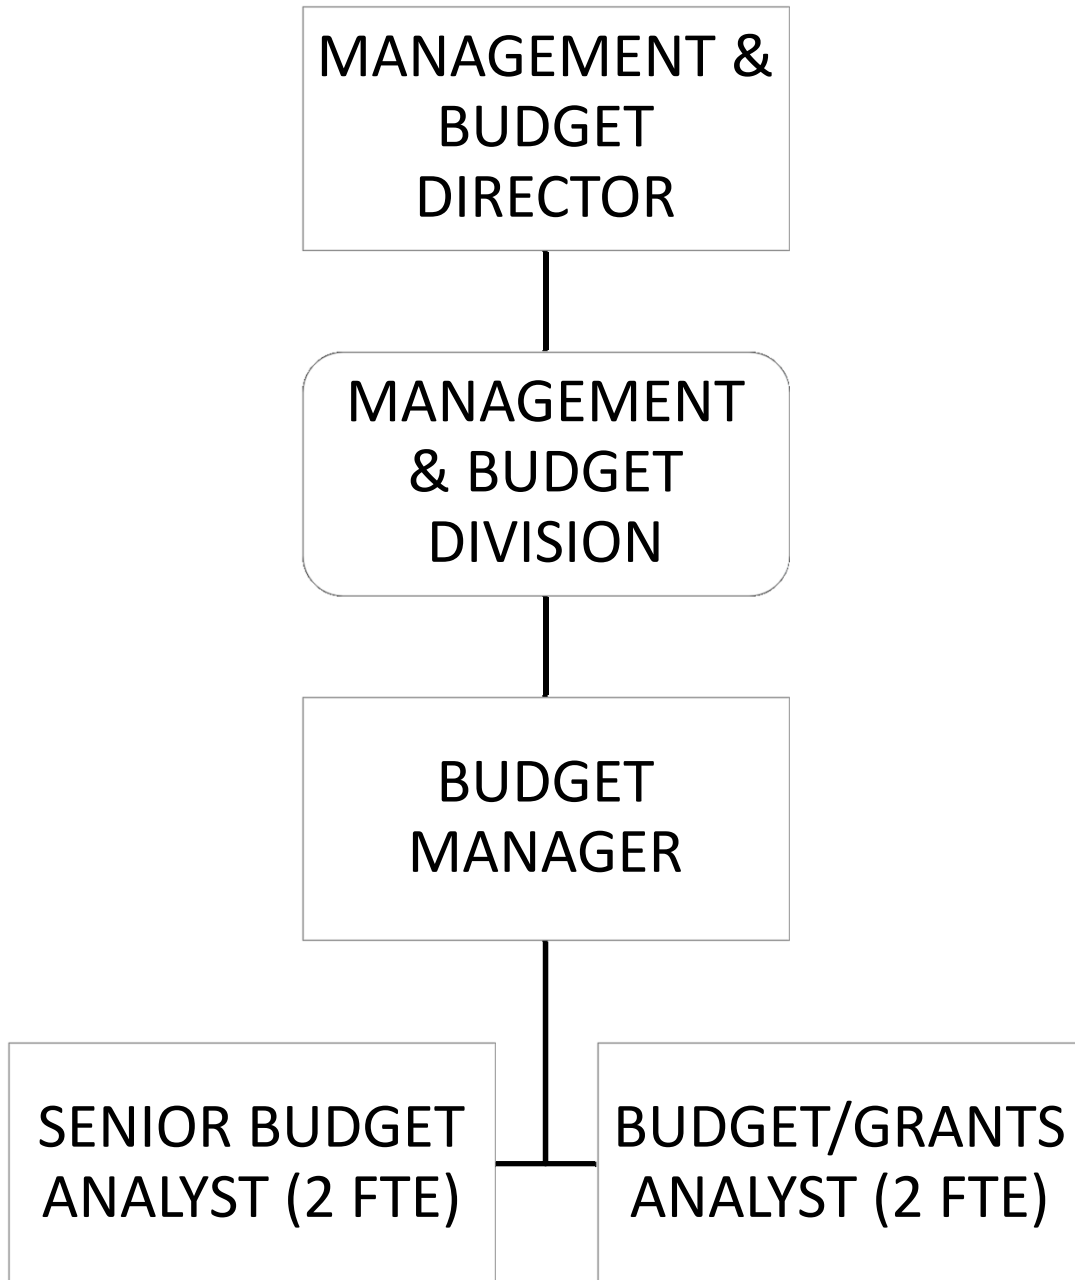 MANAGEMENT &
BUDGET
DIRECTOR
MANAGEMENT
& BUDGET
DIVISION
BUDGET
MANAGER
SENIOR BUDGET
ANALYST (2 FTE)
BUDGET/GRANTS
ANALYST (2 FTE)